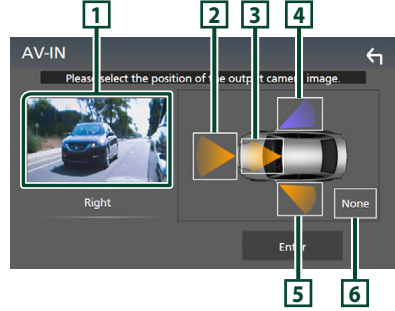 1 2 3 4
AV-IN
Please select the position of the output camera image.
Right
None
Enter
5 6